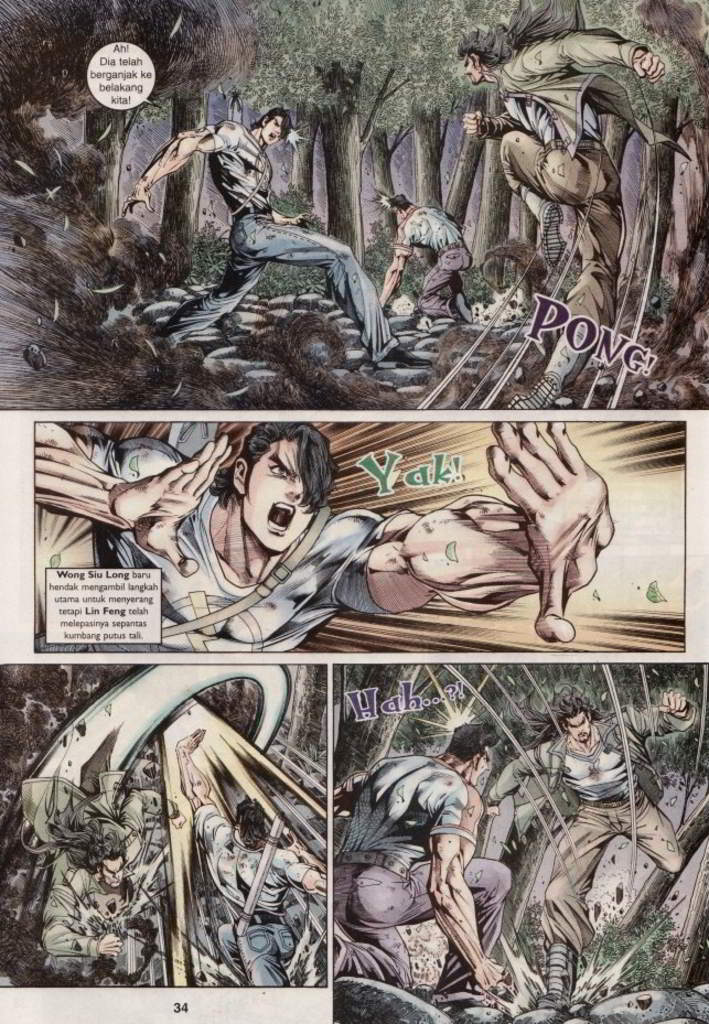 Ah!
Dia telah
berganjak ke
belakang
kita!
PONG!
Yak!
Wong Siu Long baru
hendak mengambil langkah
utama untuk menyerang
tetapi Lin Feng telah
melepasinya sepantas
kumbang putus tali.
Hah...?!
34